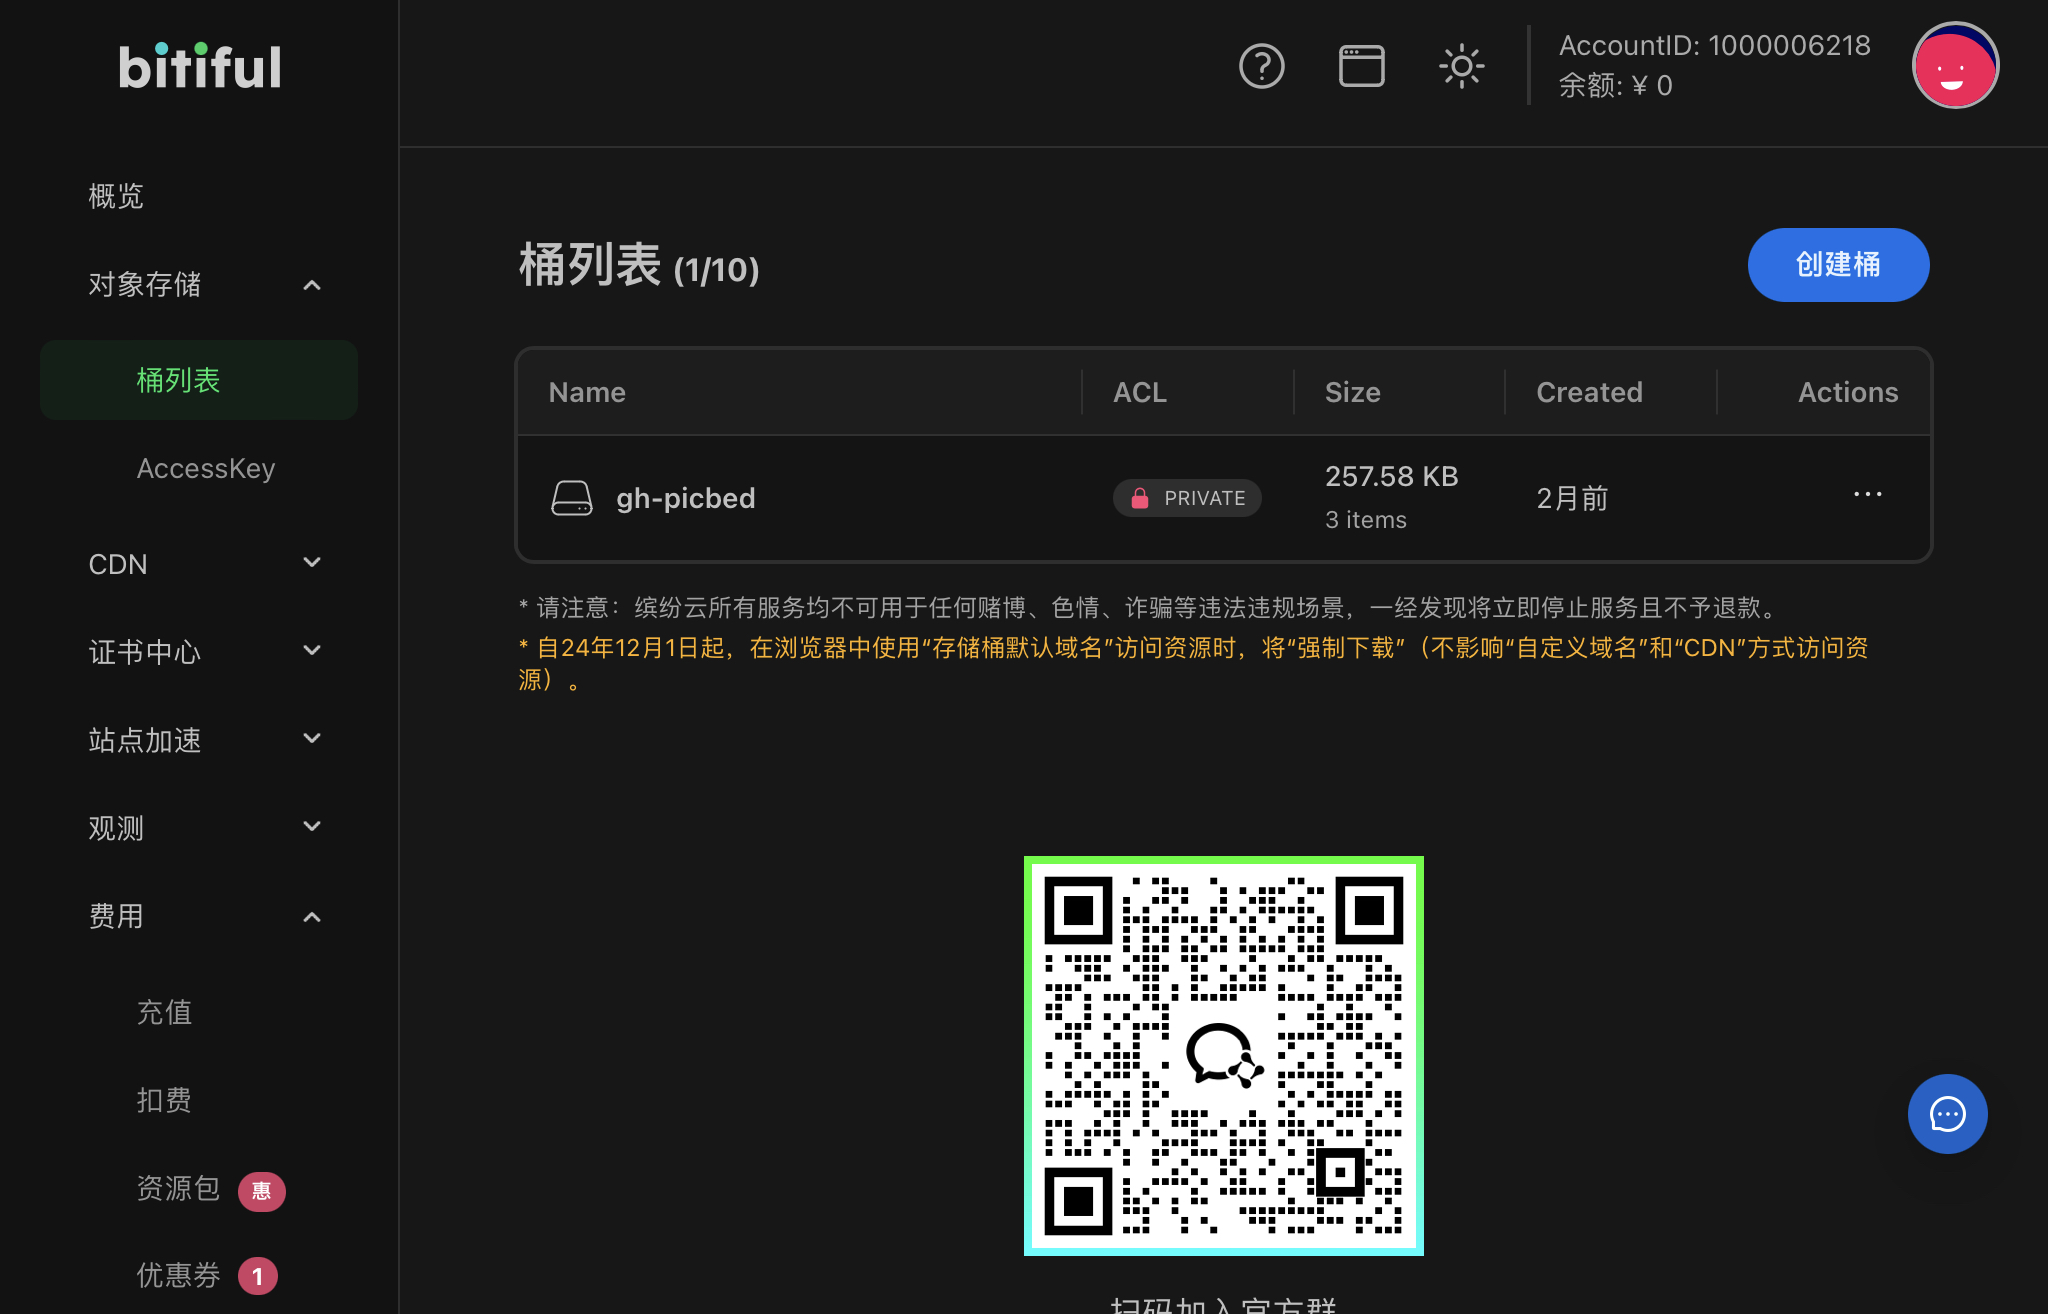 bitiful
AccountID: 1000006218
余额: ¥ 0
概览
对象存储
桶列表
AccessKey
CDN
证书中心
站点加速
观测
费用
充值
扣费
资源包 惠
优惠券 1
桶列表 (1/10)
创建桶
Name ACL Size Created Actions
gh-picbed PRIVATE 257.58 KB 2月前 ...
3 items
* 请注意：缤纷云所有服务均不可用于任何赌博、色情、诈骗等违法违规场景，一经发现将立即停止服务且不予退款。
* 自24年12月1日起，在浏览器中使用“存储桶默认域名”访问资源时，将“强制下载”（不影响“自定义域名”和“CDN”方式访问资
源）。
扫码加入官方群